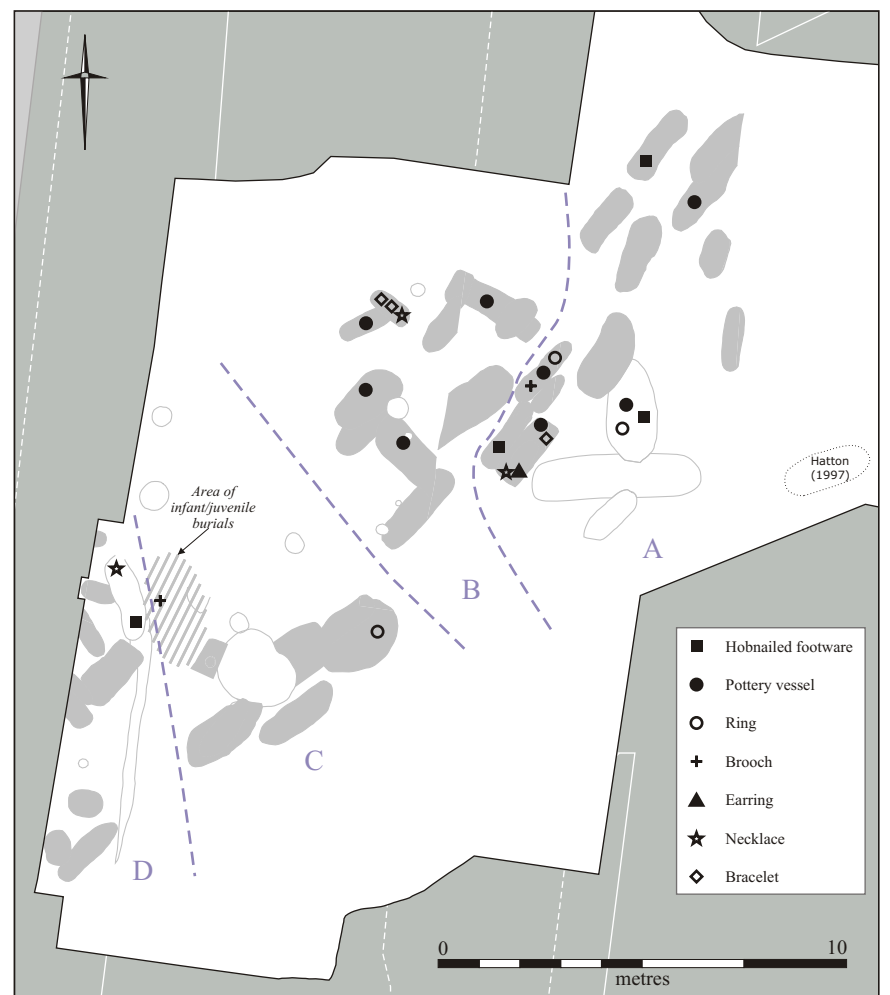 Hatton
(1997)
Area of
infant/juvenile
burials
A
B
C
D
Hobnailed footware
Pottery vessel
Ring
Brooch
Earring
Necklace
Bracelet
0 10
metres